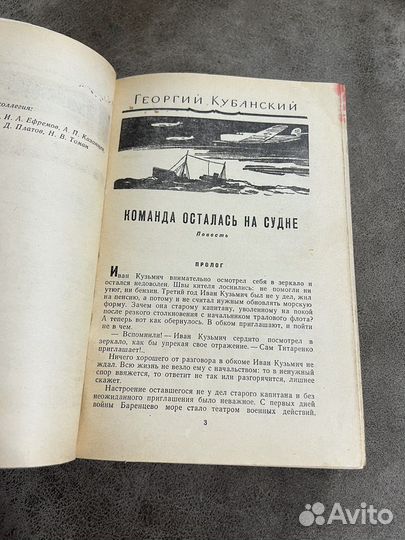 коллегия:
И. А. Ефремов, А. П. Казанцев,
Д. Платов, Н. В. Томан
ГЕОРГИЙ КУБАНСКИЙ
КОМАНДА ОСТАЛАСЬ НА СУДНЕ
Повесть
ПРОЛОГ
Иван Кузьмич внимательно осмотрел себя в зеркало и
остался недоволен. Швы кителя лоснились: не помогли ни
утюг, ни бензин. Третий год Иван Кузьмич был не у дел, жил
на пенсию, а потому и не считал нужным обновлять морскую
форму. Зачем она старому капитану, уволенному на покой
после резкого столкновения с начальником тралового флота?
А теперь вот как обернулось. В обком приглашают, и пойти
не в чем.
— Вспомнили! — Иван Кузьмич сердито посмотрел в
зеркало, как бы упрекая свое отражение. — Сам Титаренко
приглашает!..
Ничего хорошего от разговора в обкоме Иван Кузьмич не
ждал. Всю жизнь не везло ему с начальством: то в ненужный
спор ввяжется, то ответит не так или разгорячится, лишнее
скажет.
Настроение оставшегося не у дел старого капитана и без
неожиданного приглашения было неважное. С первых дней
войны Баренцево море стало театром военных действий.
3
Avito